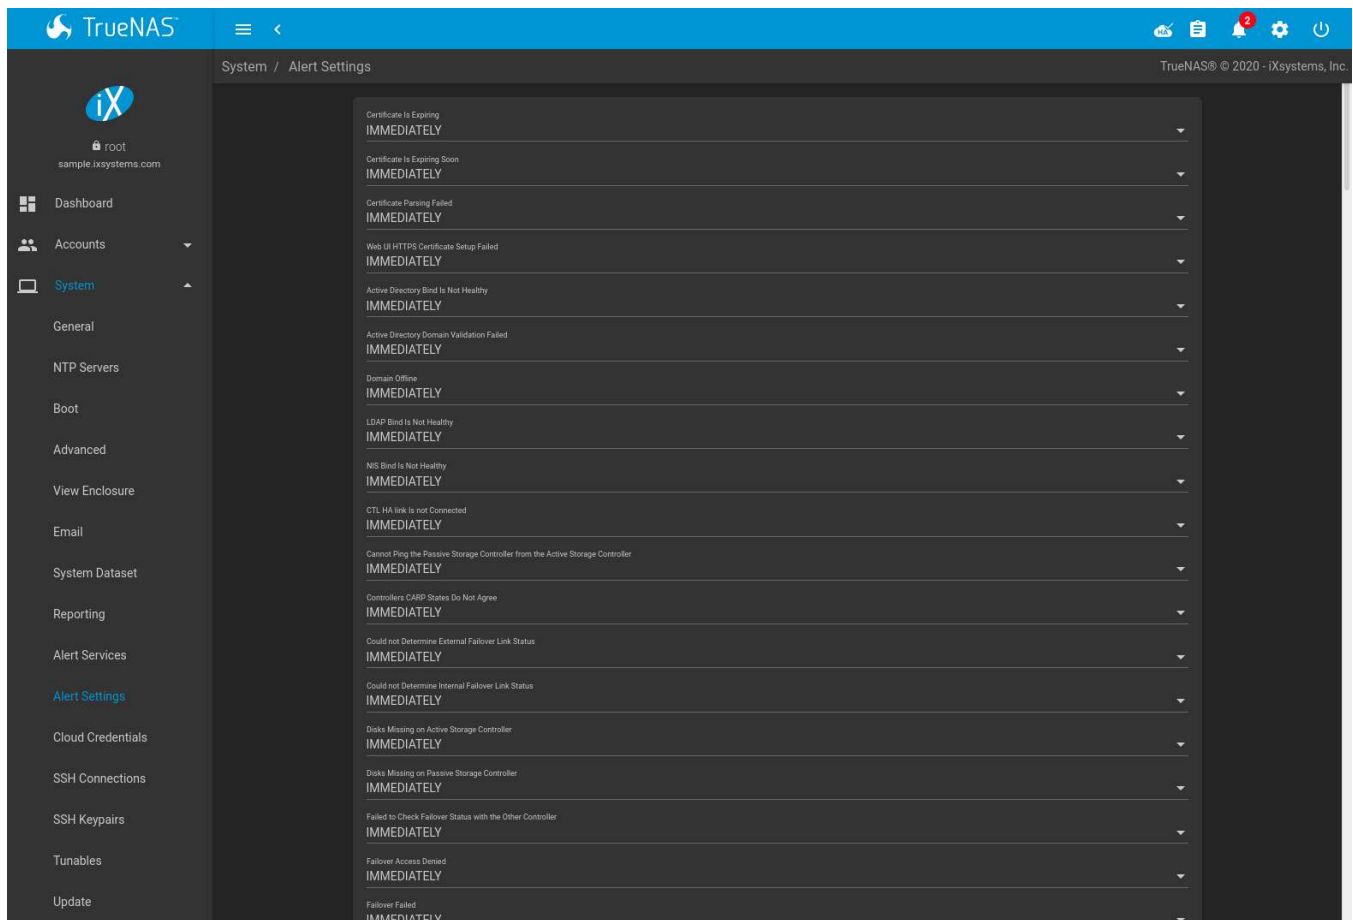 TrueNAS
HA
2
System / Alert Settings
TrueNAS® © 2020 - iXsystems, Inc.
iX
root
sample.ixsystems.com
Dashboard
Accounts
System
General
NTP Servers
Boot
Advanced
View Enclosure
Email
System Dataset
Reporting
Alert Services
Alert Settings
Cloud Credentials
SSH Connections
SSH Keypairs
Tunables
Update
Certificate Is Expiring
IMMEDIATELY
Certificate Is Expiring Soon
IMMEDIATELY
Certificate Parsing Failed
IMMEDIATELY
Web UI HTTPS Certificate Setup Failed
IMMEDIATELY
Active Directory Bind Is Not Healthy
IMMEDIATELY
Active Directory Domain Validation Failed
IMMEDIATELY
Domain Offline
IMMEDIATELY
LDAP Bind Is Not Healthy
IMMEDIATELY
NIS Bind Is Not Healthy
IMMEDIATELY
CTL HA link Is not Connected
IMMEDIATELY
Cannot Ping the Passive Storage Controller from the Active Storage Controller
IMMEDIATELY
Controllers CARP States Do Not Agree
IMMEDIATELY
Could not Determine External Failover Link Status
IMMEDIATELY
Could not Determine Internal Failover Link Status
IMMEDIATELY
Disks Missing on Active Storage Controller
IMMEDIATELY
Disks Missing on Passive Storage Controller
IMMEDIATELY
Failed to Check Failover Status with the Other Controller
IMMEDIATELY
Failover Access Denied
IMMEDIATELY
Failover Failed
IMMEDIATELY